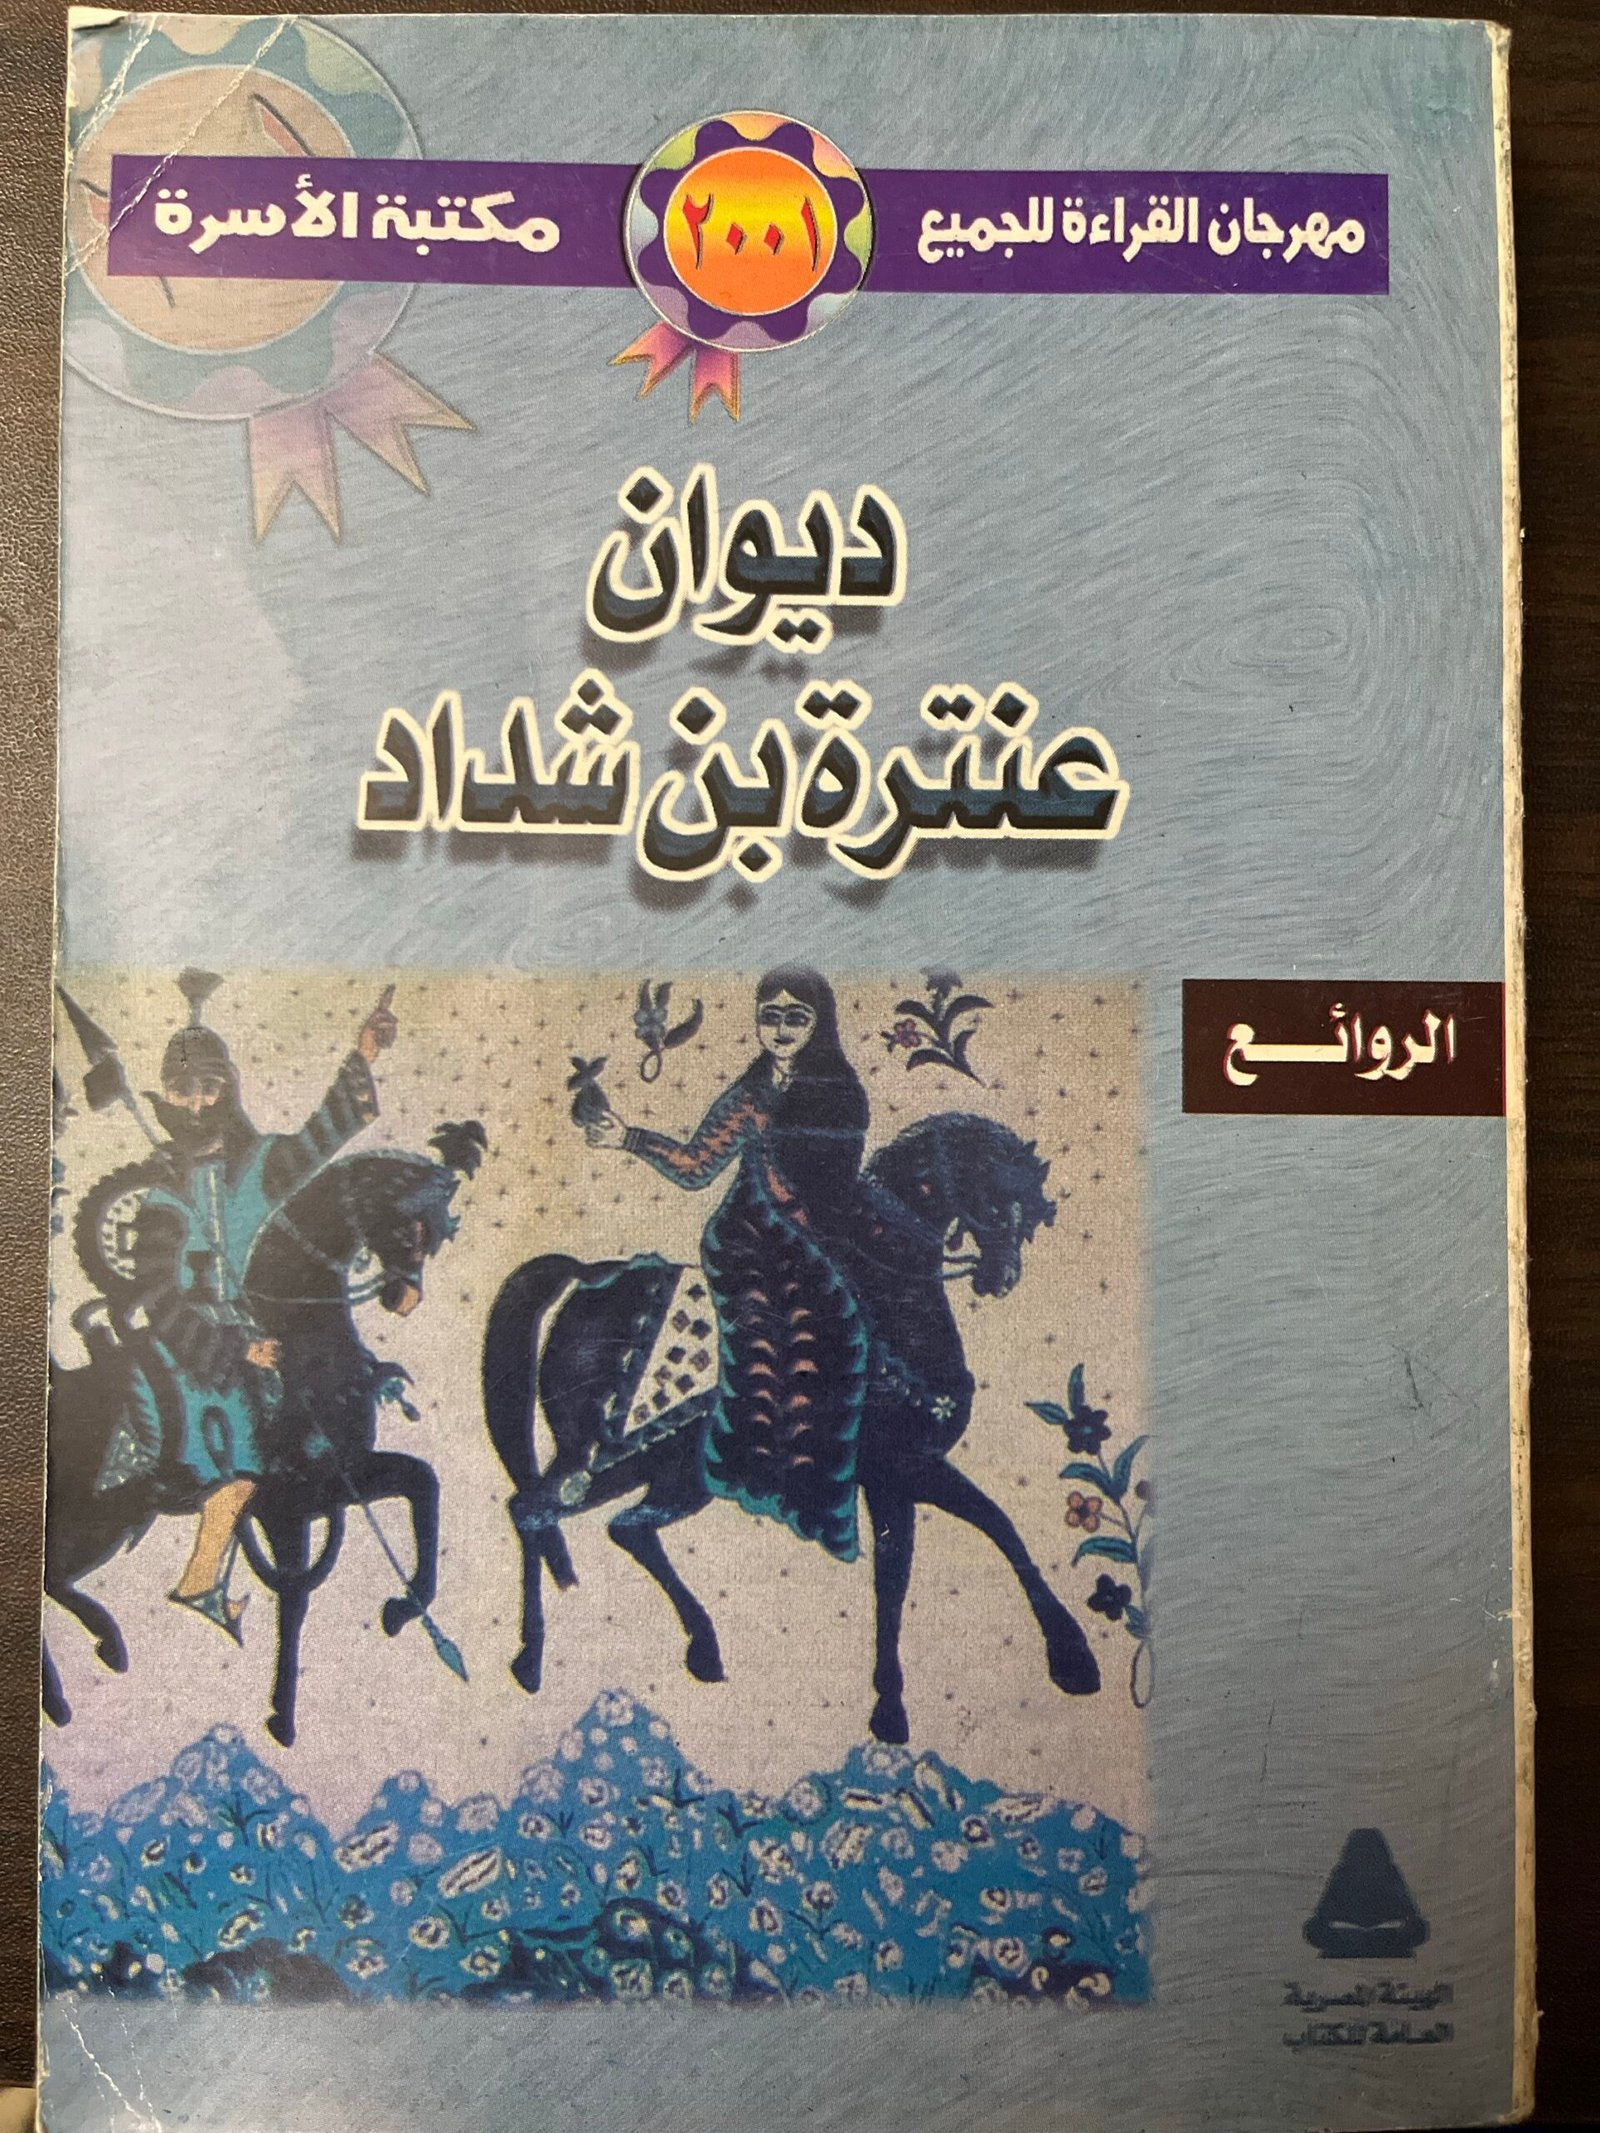 مهرجان القراءة للجميع
٢٠٠١
مكتبة الأسرة
ديوان
عنترة بن شداد
الروائع
الهيئة المصرية
العامة للكتاب